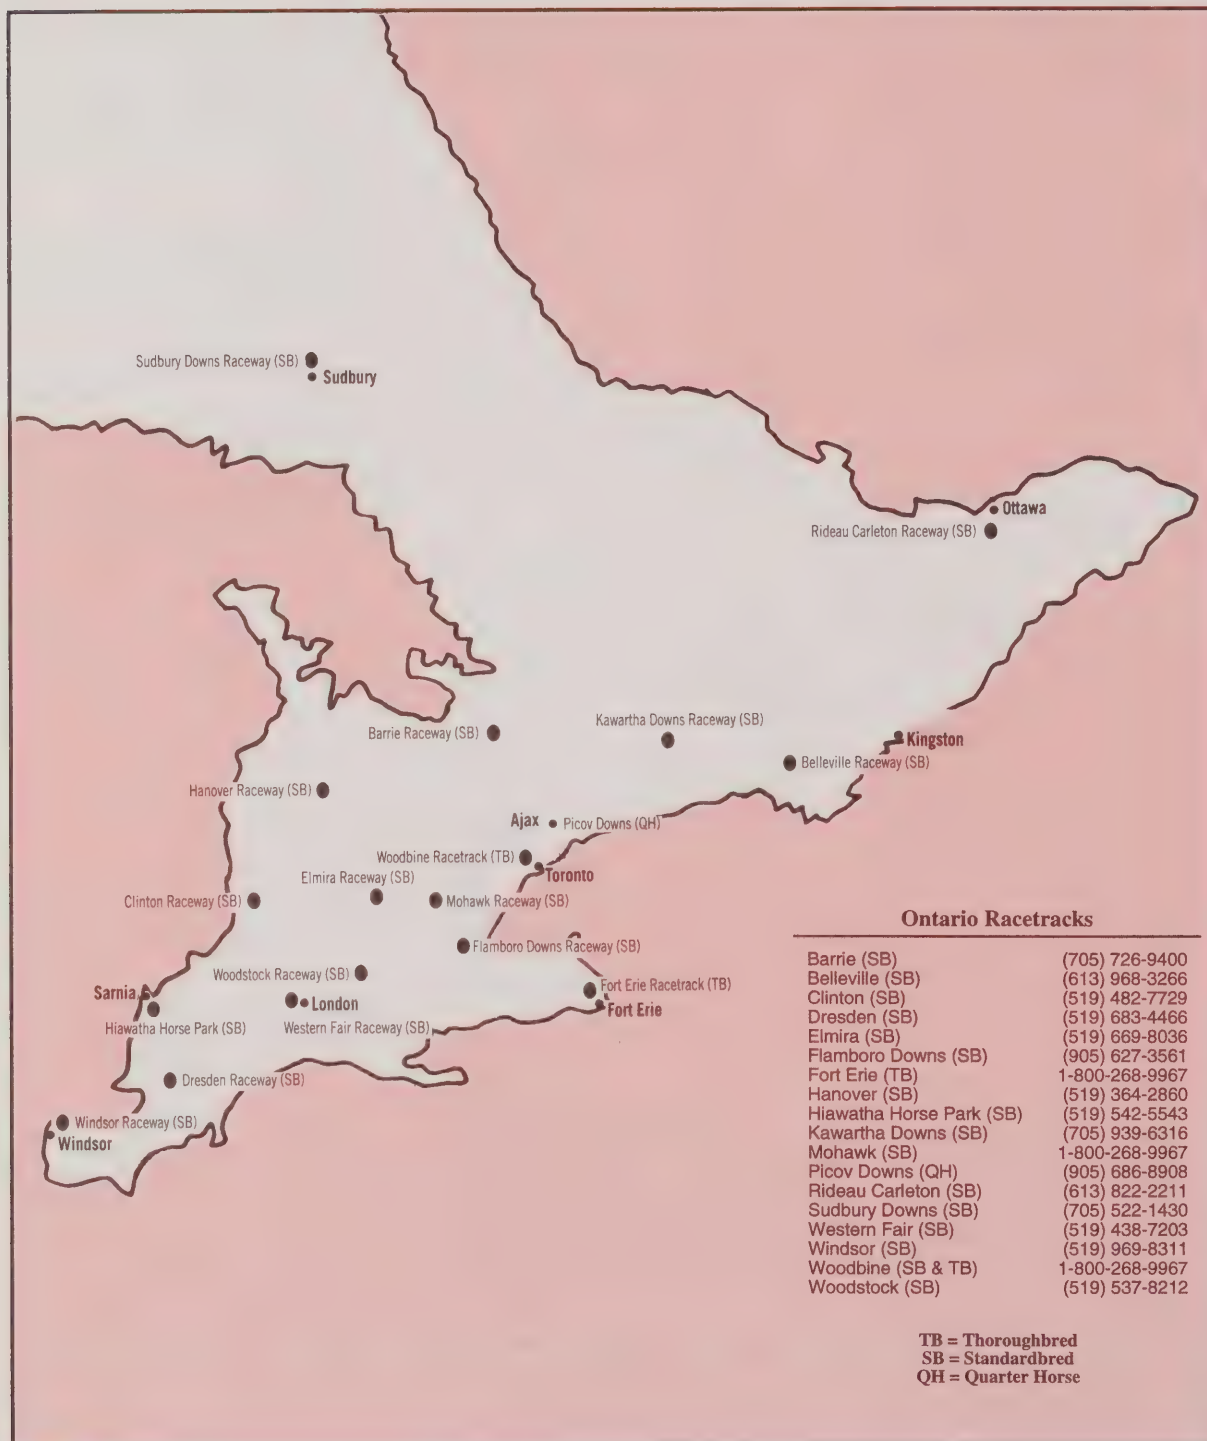 Sudbury Downs Raceway (SB)
Sudbury
Ottawa
Rideau Carleton Raceway (SB)
Kawartha Downs Raceway (SB)
Barrie Raceway (SB)
Kingston
Belleville Raceway (SB)
Hanover Raceway (SB)
Ajax
Picov Downs (QH)
Woodbine Racetrack (TB)
Toronto
Elmira Raceway (SB)
Clinton Raceway (SB)
Mohawk Raceway (SB)
Flamboro Downs Raceway (SB)
Woodstock Raceway (SB)
Fort Erie Racetrack (TB)
Sarnia
London
Fort Erie
Hiawatha Horse Park (SB)
Western Fair Raceway (SB)
Dresden Raceway (SB)
Windsor Raceway (SB)
Windsor
Ontario Racetracks
Barrie (SB) (705) 726-9400
Belleville (SB) (613) 968-3266
Clinton (SB) (519) 482-7729
Dresden (SB) (519) 683-4466
Elmira (SB) (519) 669-8036
Flamboro Downs (SB) (905) 627-3561
Fort Erie (TB) 1-800-268-9967
Hanover (SB) (519) 364-2860
Hiawatha Horse Park (SB) (519) 542-5543
Kawartha Downs (SB) (705) 939-6316
Mohawk (SB) 1-800-268-9967
Picov Downs (QH) (905) 686-8908
Rideau Carleton (SB) (613) 822-2211
Sudbury Downs (SB) (705) 522-1430
Western Fair (SB) (519) 438-7203
Windsor (SB) (519) 969-8311
Woodbine (SB & TB) 1-800-268-9967
Woodstock (SB) (519) 537-8212
TB = Thoroughbred
SB = Standardbred
QH = Quarter Horse